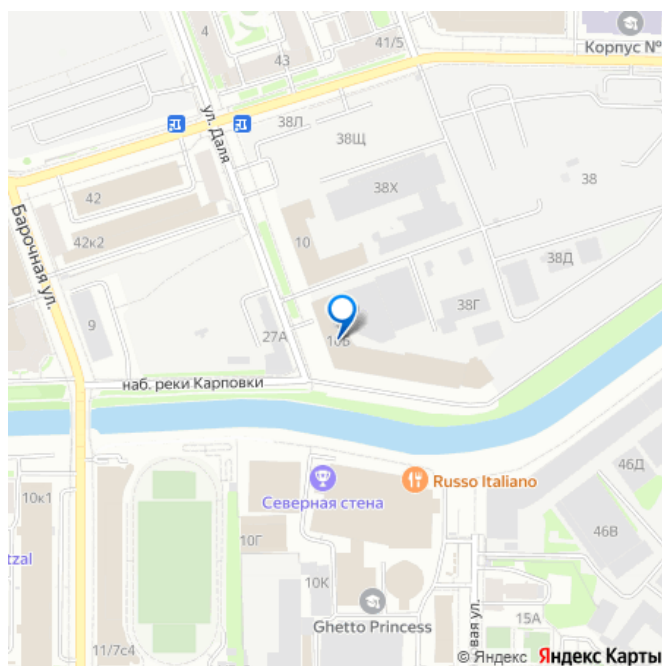 4
41/5
Корпус №
43
ул. Даля
38Л
38Щ
38Х
38
42
42к2
Барочная ул.
10
38Д
38Г
9
27А
10Б
наб. реки Карповки
Russo Italiano
46Д
Северная стена
10к1
46В
tzal
10Г
10К
Ghetto Princess
15А
овая ул.
11/7с4
© Яндекс Яндекс Карты